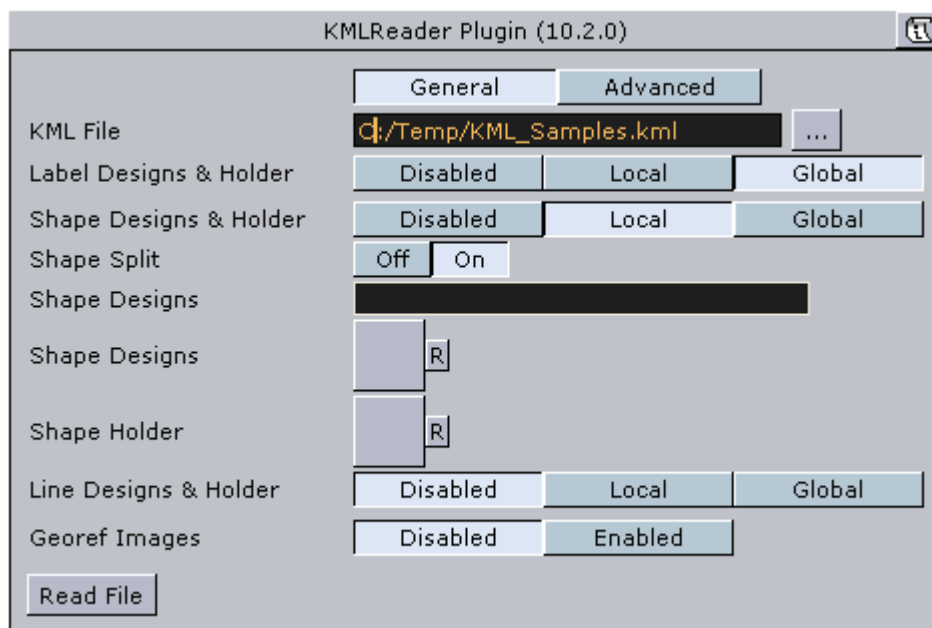 KMLReader Plugin (10.2.0)
General Advanced
KML File C:/Temp/KML_Samples.kml ...
Label Designs & Holder Disabled Local Global
Shape Designs & Holder Disabled Local Global
Shape Split Off On
Shape Designs
Shape Designs R
Shape Holder R
Line Designs & Holder Disabled Local Global
Georef Images Disabled Enabled
Read File